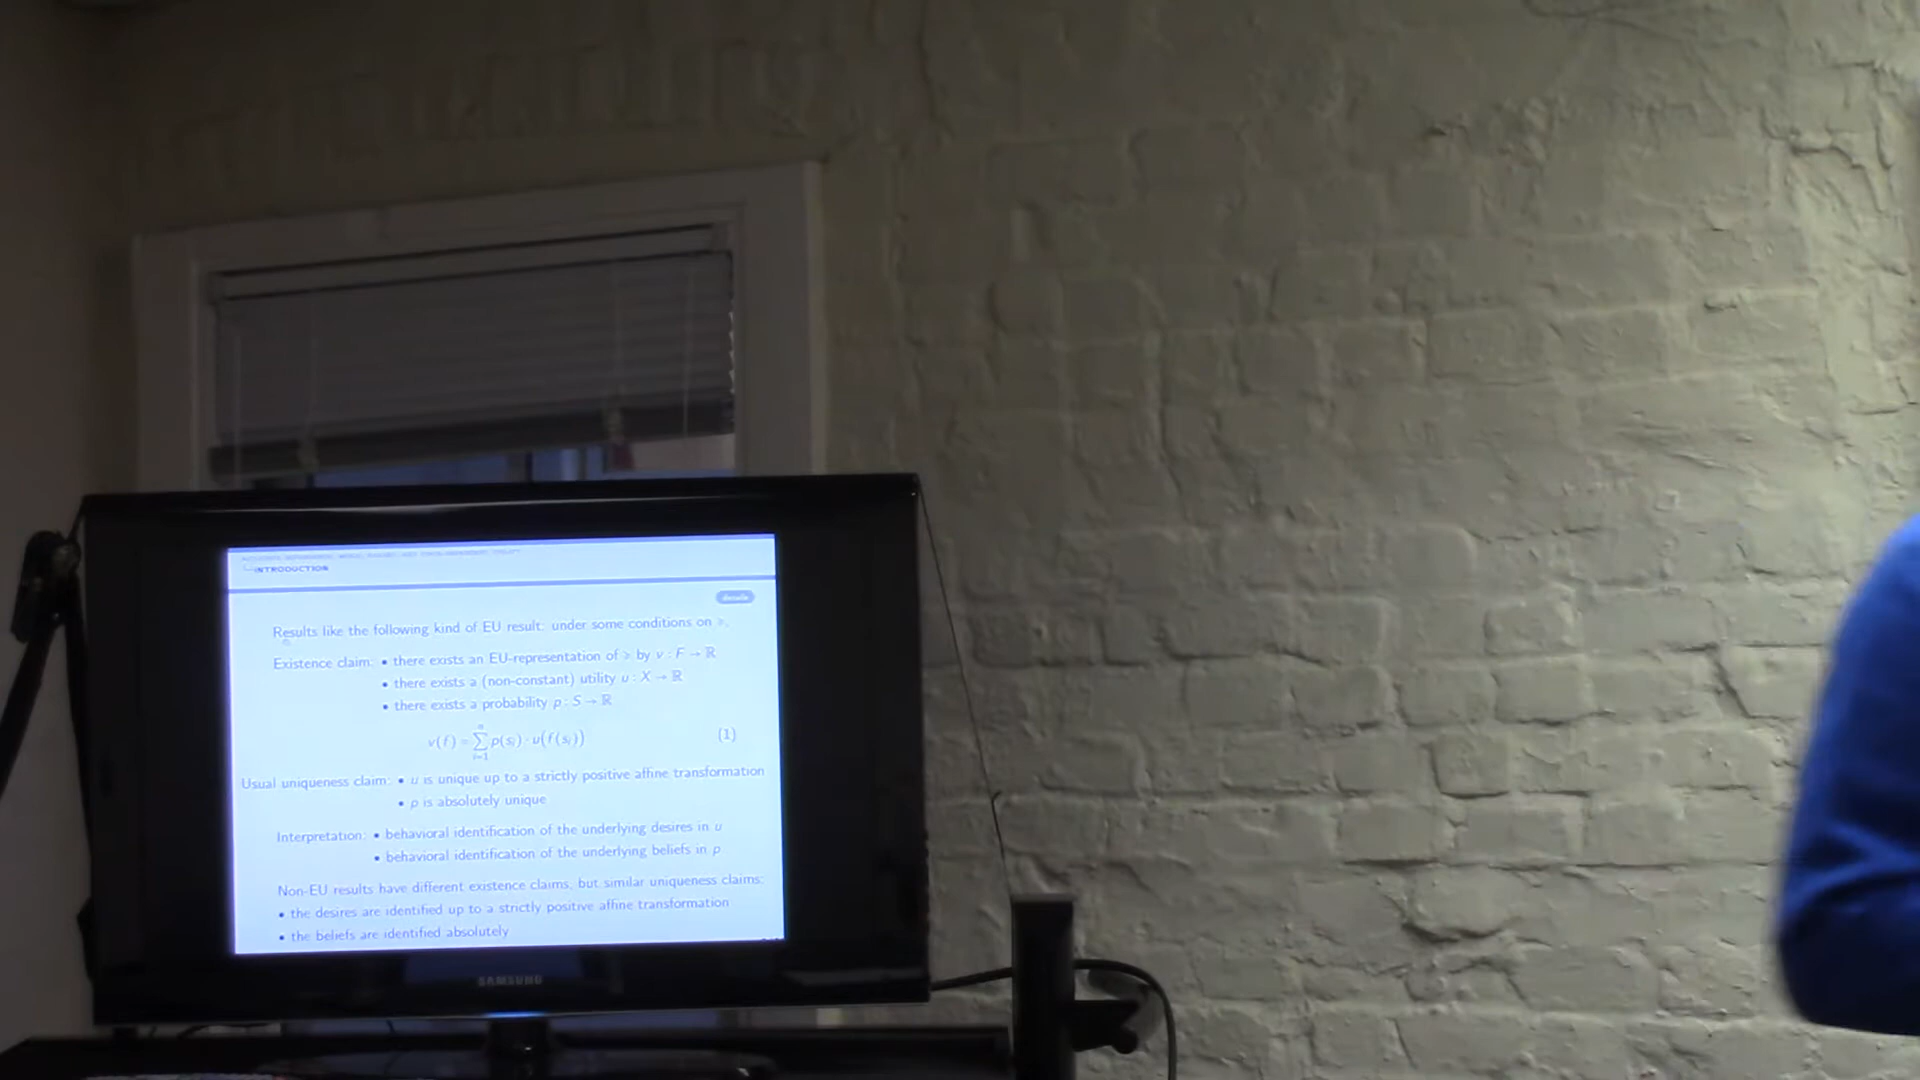 INTRODUCTION
details
Results like the following kind of EU result: under some conditions on ≽,
Existence claim: • there exists an EU-representation of ≽ by v : F → ℝ
• there exists a (non-constant) utility u : X → ℝ
• there exists a probability p : S → ℝ
v(f) = ∑ⁿᵢ₌₁ p(sᵢ) · u(f(sᵢ)) (1)
Usual uniqueness claim: • u is unique up to a strictly positive affine transformation
• p is absolutely unique
Interpretation: • behavioral identification of the underlying desires in u
• behavioral identification of the underlying beliefs in p
Non-EU results have different existence claims, but similar uniqueness claims:
• the desires are identified up to a strictly positive affine transformation
• the beliefs are identified absolutely
SAMSUNG